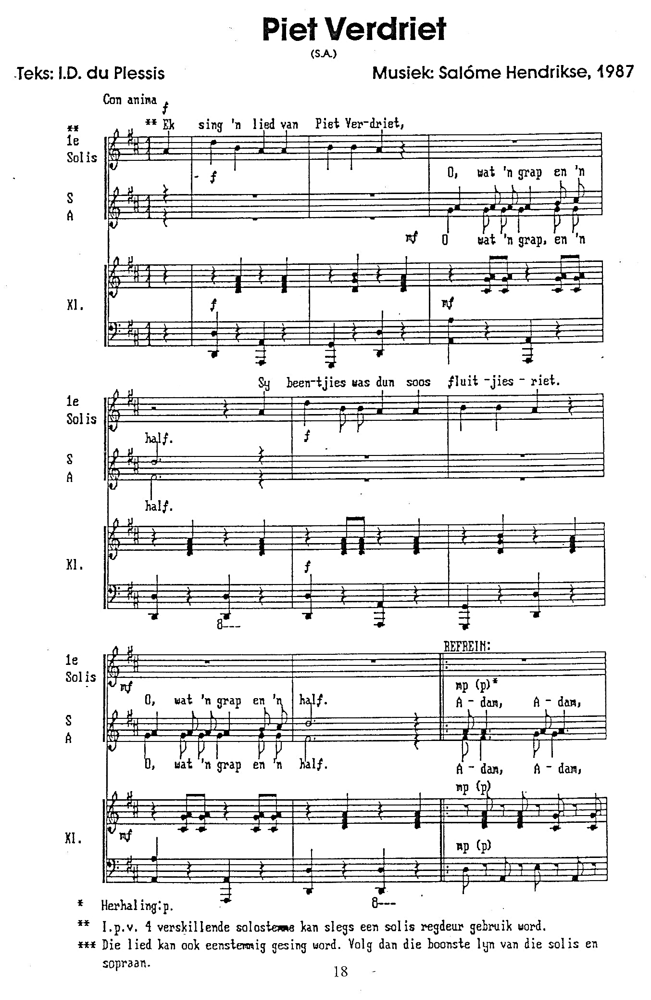 Piet Verdriet
(S.A.)
Teks: I.D. du Plessis
Musiek: Salóme Hendrikse, 1987
Con anima
f
** Ek sing 'n lied van Piet Ver-driet,
**
1e
Solis
f
O, wat 'n grap en 'n
S
A
mf O wat 'n grap, en 'n
Kl.
f mf
Sy been-tjies was dun soos fluit-jies-riet.
1e
Solis
half. f
S
A
half.
Kl.
f
8---
REFREIN:
1e
Solis
mf mp (p)*
O, wat 'n grap en 'n half. A - dam, A - dam,
S
A
O, wat 'n grap en 'n half. A - dam, A - dam,
mp (p)
Kl.
mf
mp (p)
8---
* Herhaling:p.
** I.p.v. 4 verskillende solostemme kan slegs een solis regdeur gebruik word.
*** Die lied kan ook eenstemmig gesing word. Volg dan die boonste lyn van die solis en
sopraan.
18